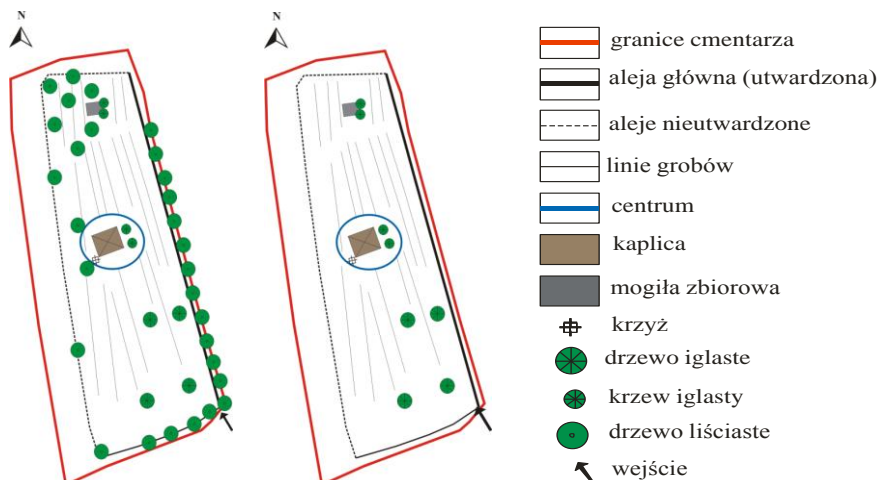 N
N
granice cmentarza
aleja główna (utwardzona)
aleje nieutwardzone
linie grobów
centrum
kaplica
mogiła zbiorowa
krzyż
drzewo iglaste
krzew iglasty
drzewo liściaste
wejście